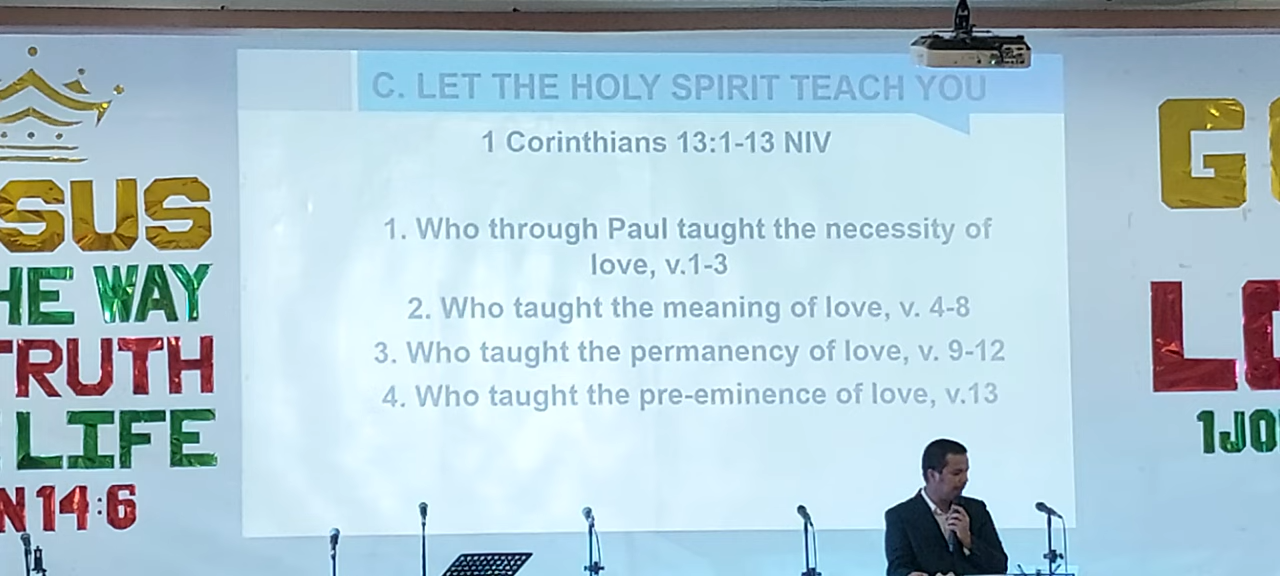 SUS
HE WAY
TRUTH
LIFE
N 14:6
C. LET THE HOLY SPIRIT TEACH YOU
1 Corinthians 13:1-13 NIV
1. Who through Paul taught the necessity of
love, v.1-3
2. Who taught the meaning of love, v. 4-8
3. Who taught the permanency of love, v. 9-12
4. Who taught the pre-eminence of love, v.13
G
LO
1JO